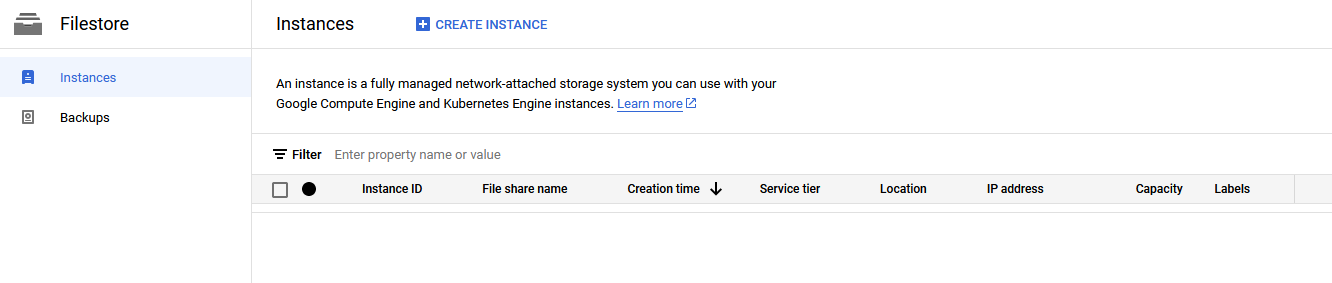 Filestore
Instances
CREATE INSTANCE
Instances
Backups
An instance is a fully managed network-attached storage system you can use with your
Google Compute Engine and Kubernetes Engine instances. Learn more
Filter Enter property name or value
Instance ID File share name Creation time Service tier Location IP address Capacity Labels